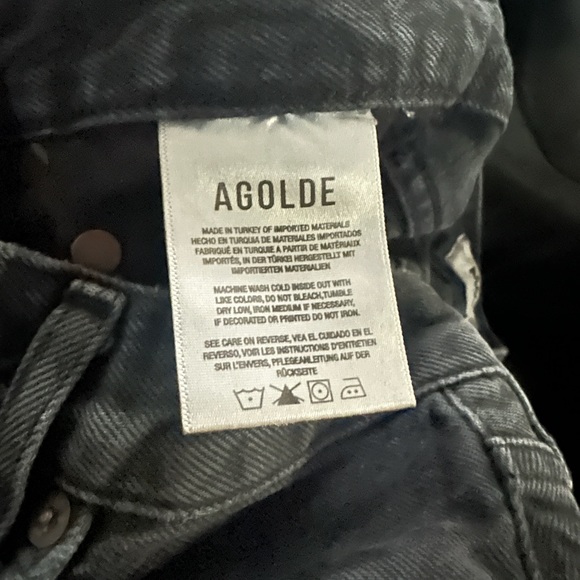 AGOLDE
MADE IN TURKEY OF IMPORTED MATERIALS
HECHO EN TURQUIA DE MATERIALES IMPORTADOS
FABRIQUÉ EN TURQUIE A PARTIR DE MATÉRIAUX
IMPORTÉS, IN DER TÜRKEI HERGESTELLT MIT
IMPORTIERTEN MATERIALIEN
MACHINE WASH COLD INSIDE OUT WITH
LIKE COLORS, DO NOT BLEACH,TUMBLE
DRY LOW, IRON MEDIUM IF NECESSARY,
IF DECORATED OR PRINTED DO NOT IRON.
SEE CARE ON REVERSE, VEA EL CUIDADO EN EL
REVERSO, VOIR LES INSTRUCTIONS D'ENTRETIEN
SUR L'ENVERS, PFLEGEANLEITUNG AUF DER
RÜCKSEITE